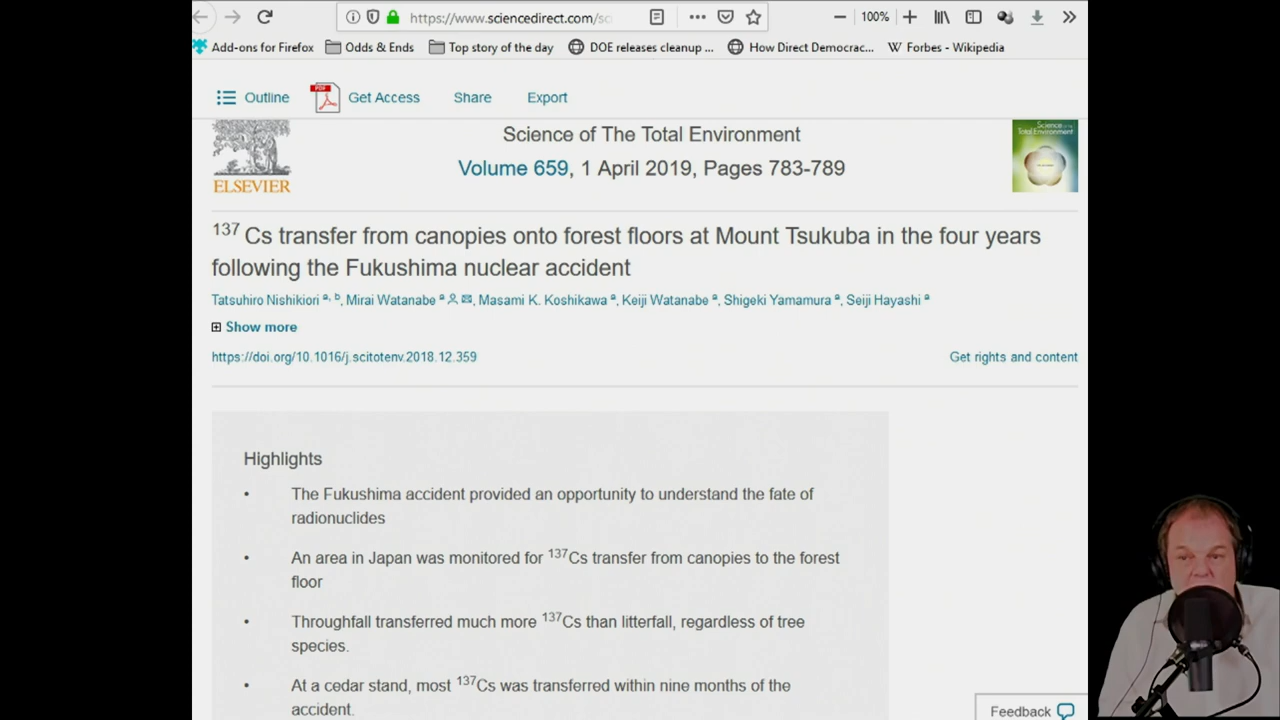 https://www.sciencedirect.com/sc
100%
Add-ons for Firefox Odds & Ends Top story of the day DOE releases cleanup ... How Direct Democrac... W Forbes - Wikipedia
Outline PDF Get Access Share Export
ELSEVIER
Science of The Total Environment
Volume 659, 1 April 2019, Pages 783-789
Science of the Total Environment
137Cs transfer from canopies onto forest floors at Mount Tsukuba in the four years
following the Fukushima nuclear accident
Tatsuhiro Nishikiori a, b, Mirai Watanabe a, Masami K. Koshikawa a, Keiji Watanabe a, Shigeki Yamamura a, Seiji Hayashi a
Show more
https://doi.org/10.1016/j.scitotenv.2018.12.359
Get rights and content
Highlights
• The Fukushima accident provided an opportunity to understand the fate of
radionuclides
• An area in Japan was monitored for 137Cs transfer from canopies to the forest
floor
• Throughfall transferred much more 137Cs than litterfall, regardless of tree
species.
• At a cedar stand, most 137Cs was transferred within nine months of the
accident.
Feedback